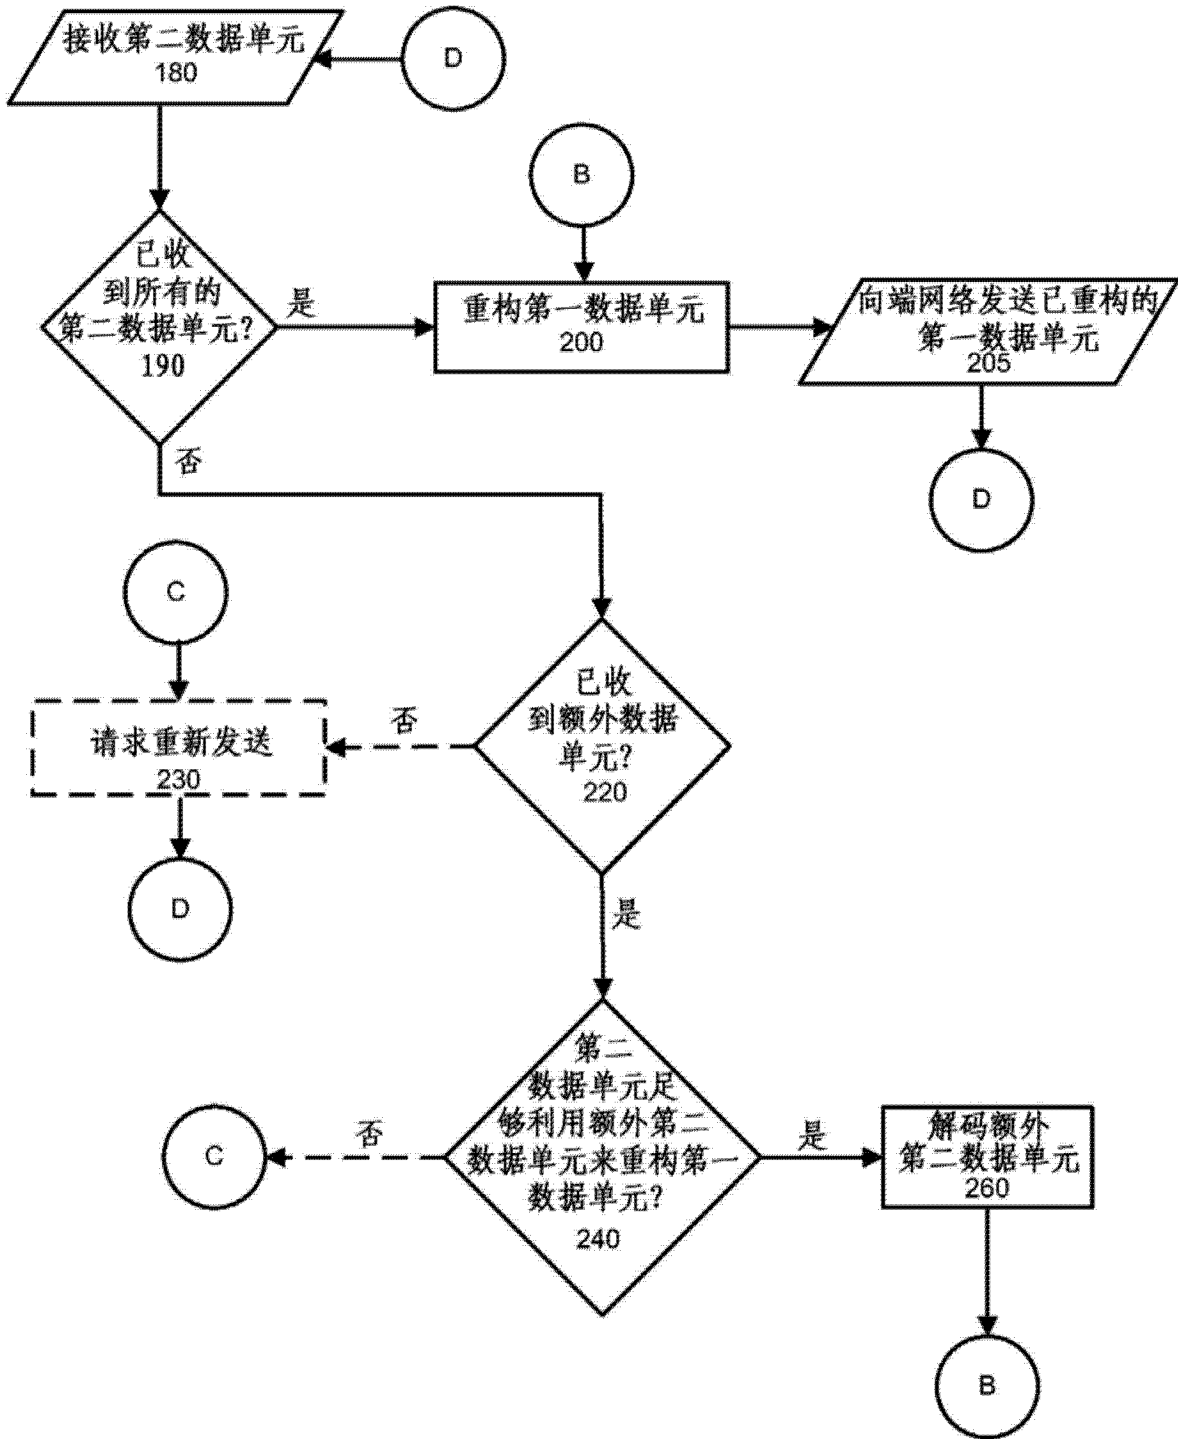 接收第二数据单元
180
D
B
已收
到所有的
第二数据单元?
190
是
重构第一数据单元
200
向端网络发送已重构的
第一数据单元
205
否
D
C
已收
到额外数据
单元?
220
否
请求重新发送
230
D
是
第二
数据单元足
够利用额外第二
数据单元来重构第一
数据单元?
240
否
C
是
解码额外
第二数据单元
260
B